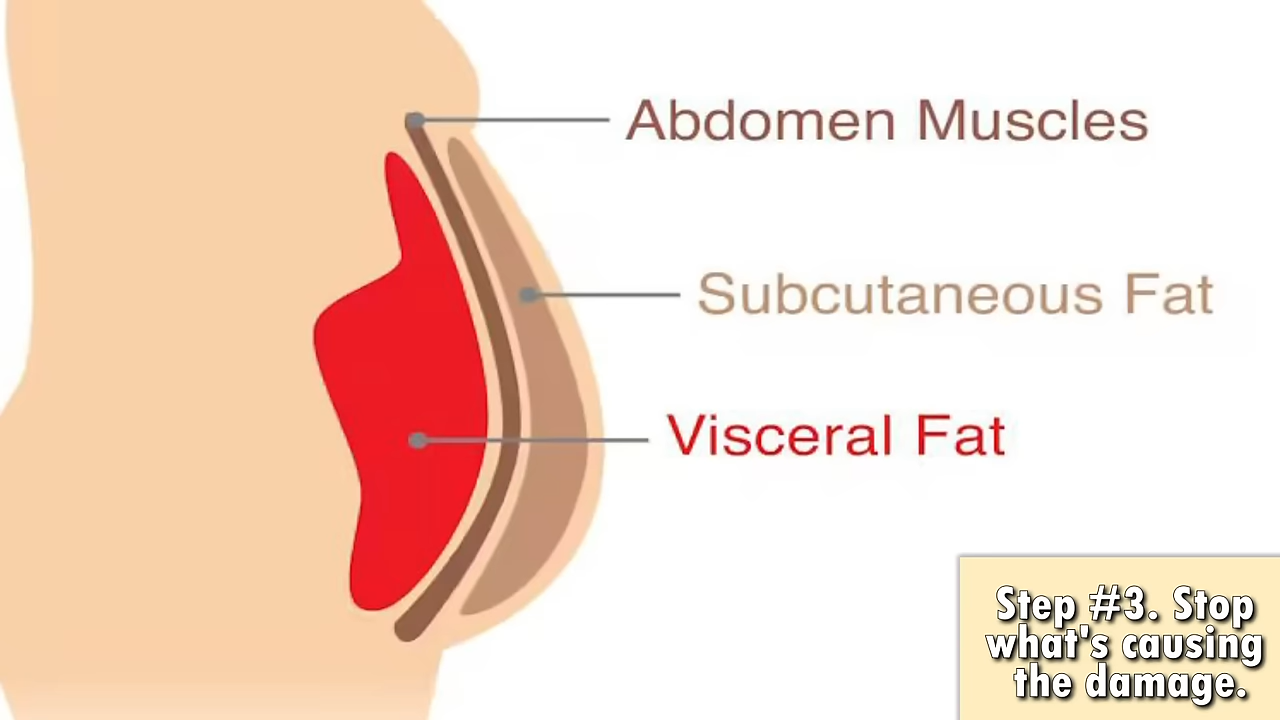 Abdomen Muscles
Subcutaneous Fat
Visceral Fat
Step #3. Stop
what's causing
the damage.